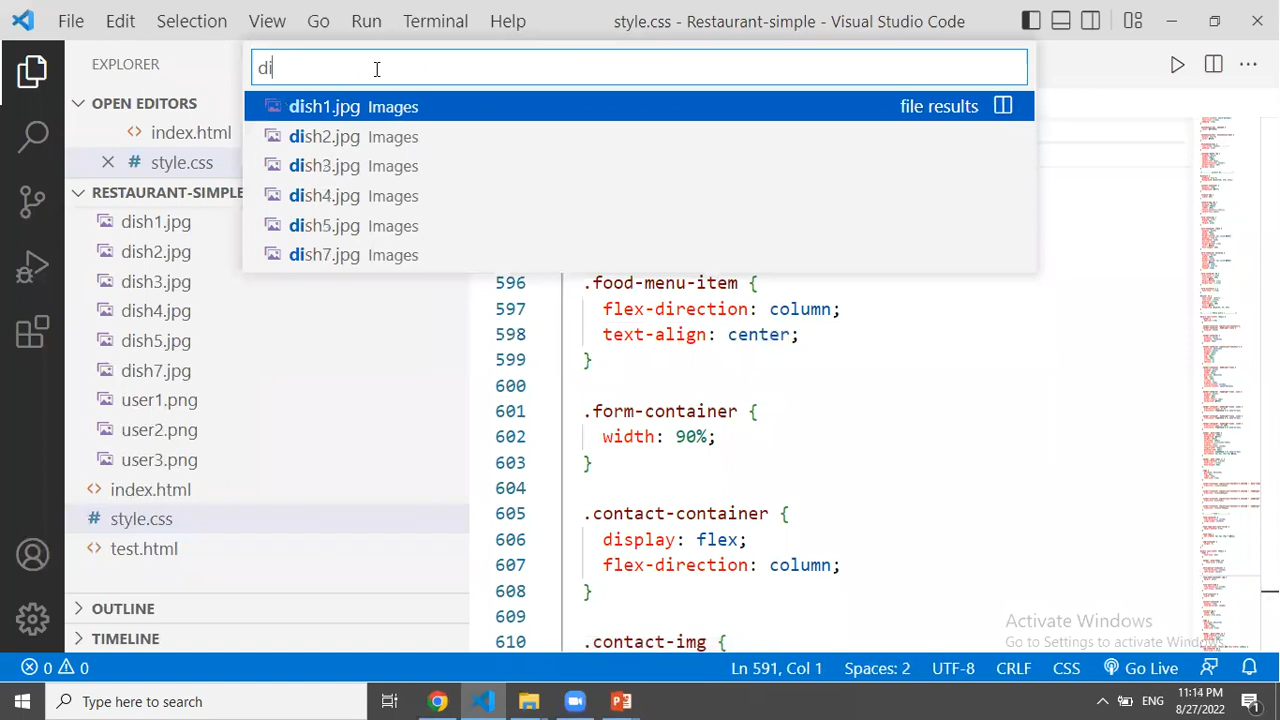 File Edit Selection View Go Run Terminal Help style.css - Restaurant-simple - Visual Studio Code
EXPLORER
di
OPEN EDITORS
index.html
style.css
dish1.jpg Images file results
dish2.jpg Images
dish3.jpg Images
dish4.jpg Images
dish5.jpg Images
dish7.jpg Images
RESTAURANT-SIMPLE
dish1.jpg
dish2.jpg
dish3.jpg
dish4.jpg
dish5.jpg
dish7.jpg
user1.png
user2.png
user3.png
index.html
style.css
test.html
OUTLINE
TIMELINE
596 .food-menu-item {
597 flex-direction: column;
598 text-align: center;
599 }
600
601 .form-container {
602 width: 90%;
603 }
604
605 .contact-container
606 display: flex;
607 flex-direction: column;
608 }
609
610 .contact-img {
Activate Windows
Go to Settings to activate Windows.
0 0 Ln 591, Col 1 Spaces: 2 UTF-8 CRLF CSS Go Live
Type here to search
ENG
11:14 PM
8/27/2022
1